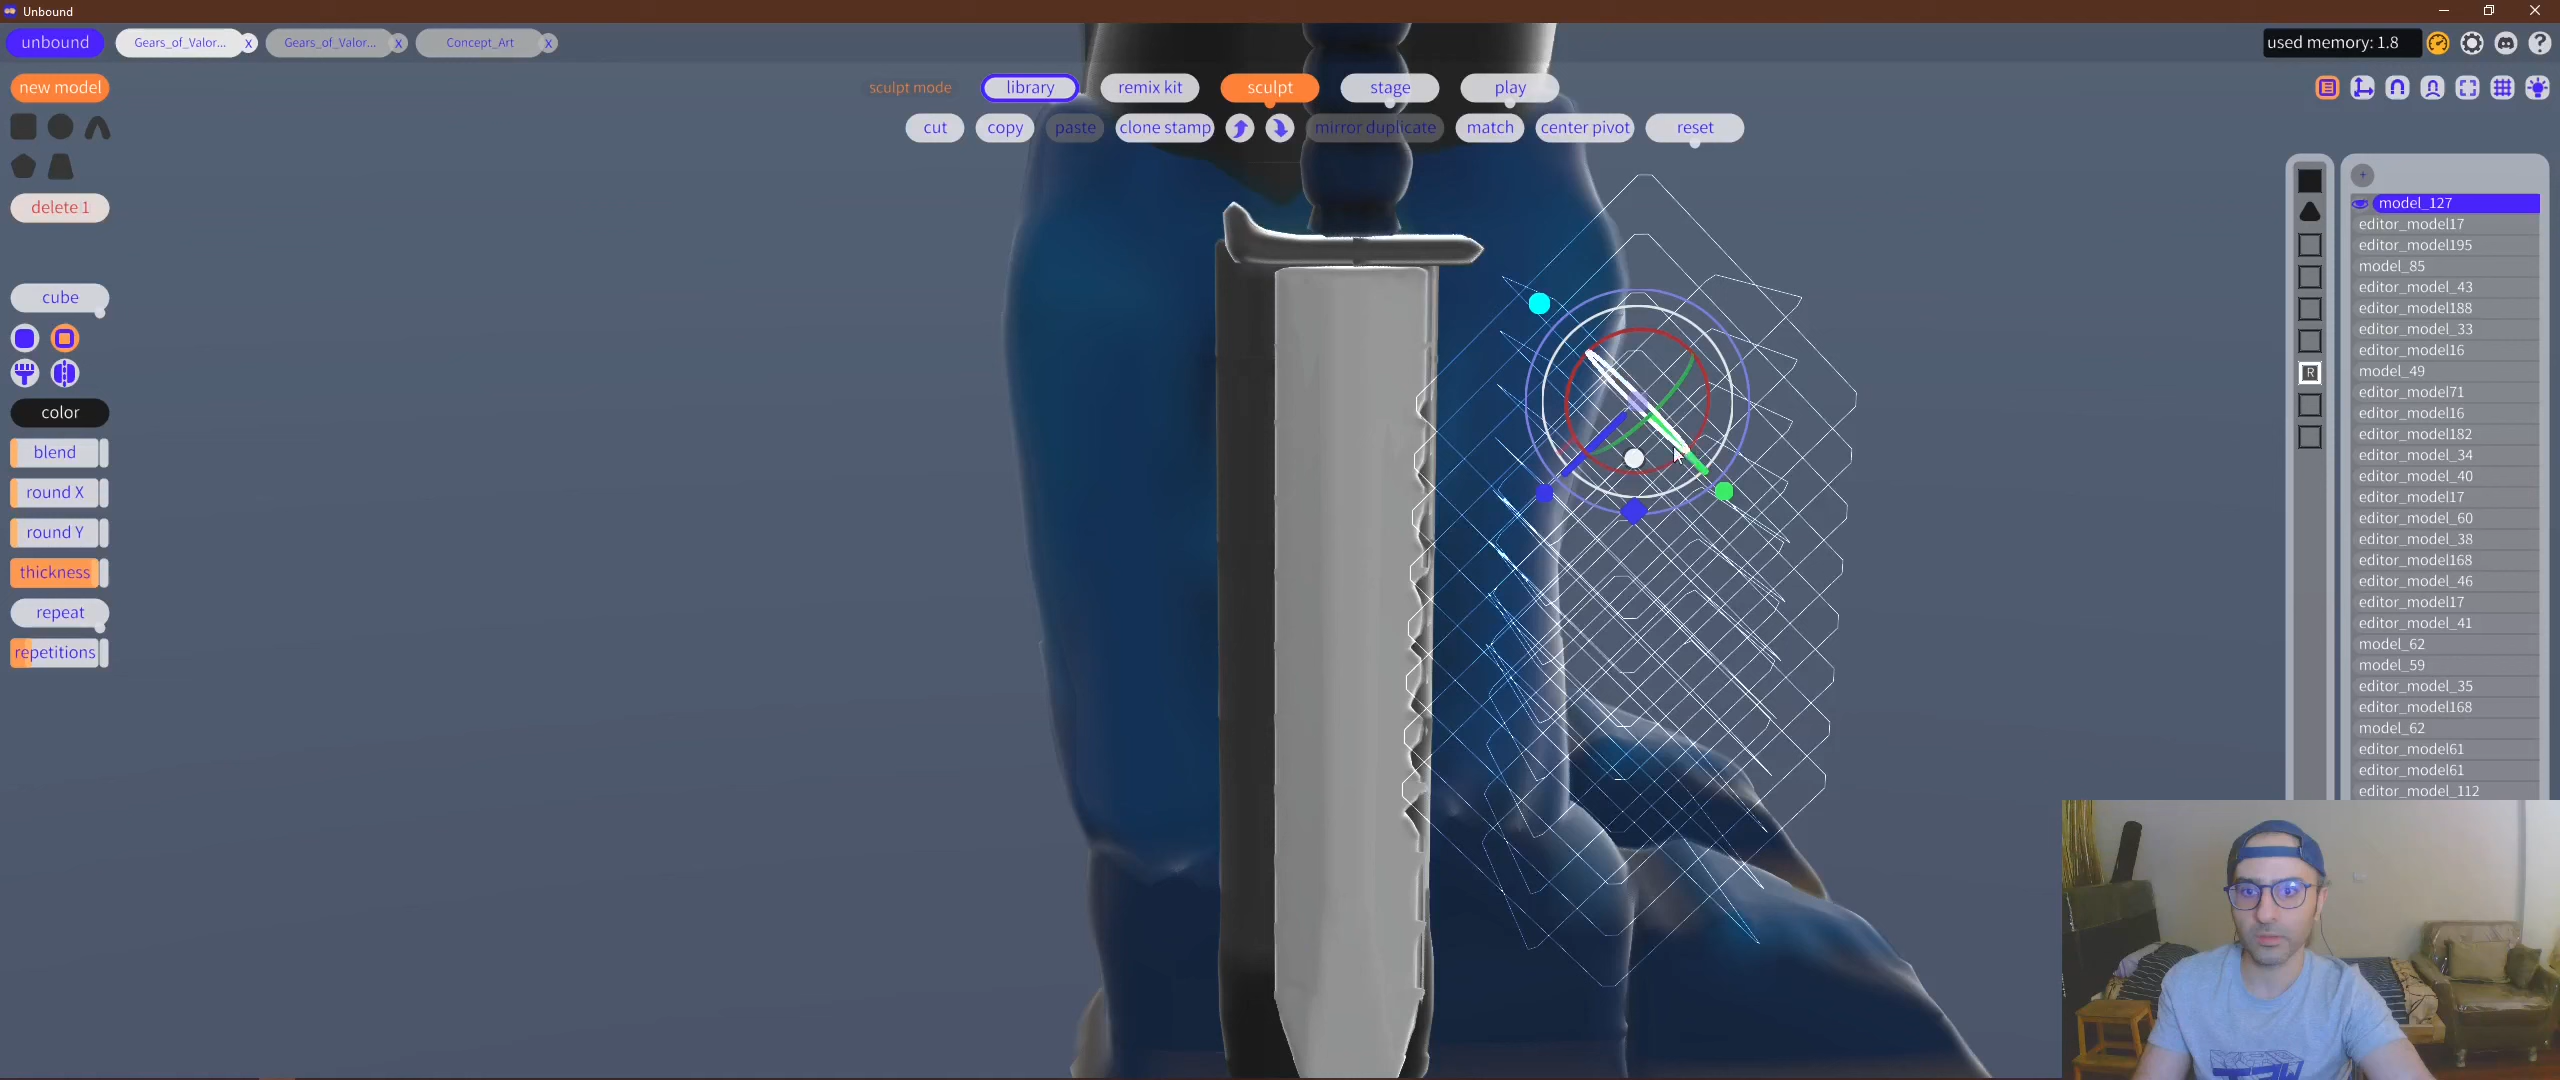 Unbound
unbound
Gears_of_Valor...
x
Gears_of_Valor...
x
Concept_Art
x
used memory: 1.8
?
new model
sculpt mode
library
remix kit
sculpt
stage
play
cut
copy
paste
clone stamp
mirror duplicate
match
center pivot
reset
delete 1
cube
color
blend
round X
round Y
thickness
repeat
repetitions
R
+
model_127
editor_model17
editor_model195
model_85
editor_model_43
editor_model188
editor_model_33
editor_model16
model_49
editor_model71
editor_model16
editor_model182
editor_model_34
editor_model_40
editor_model17
editor_model_60
editor_model_38
editor_model168
editor_model_46
editor_model17
editor_model_41
model_62
model_59
editor_model_35
editor_model168
model_62
editor_model61
editor_model61
editor_model_112